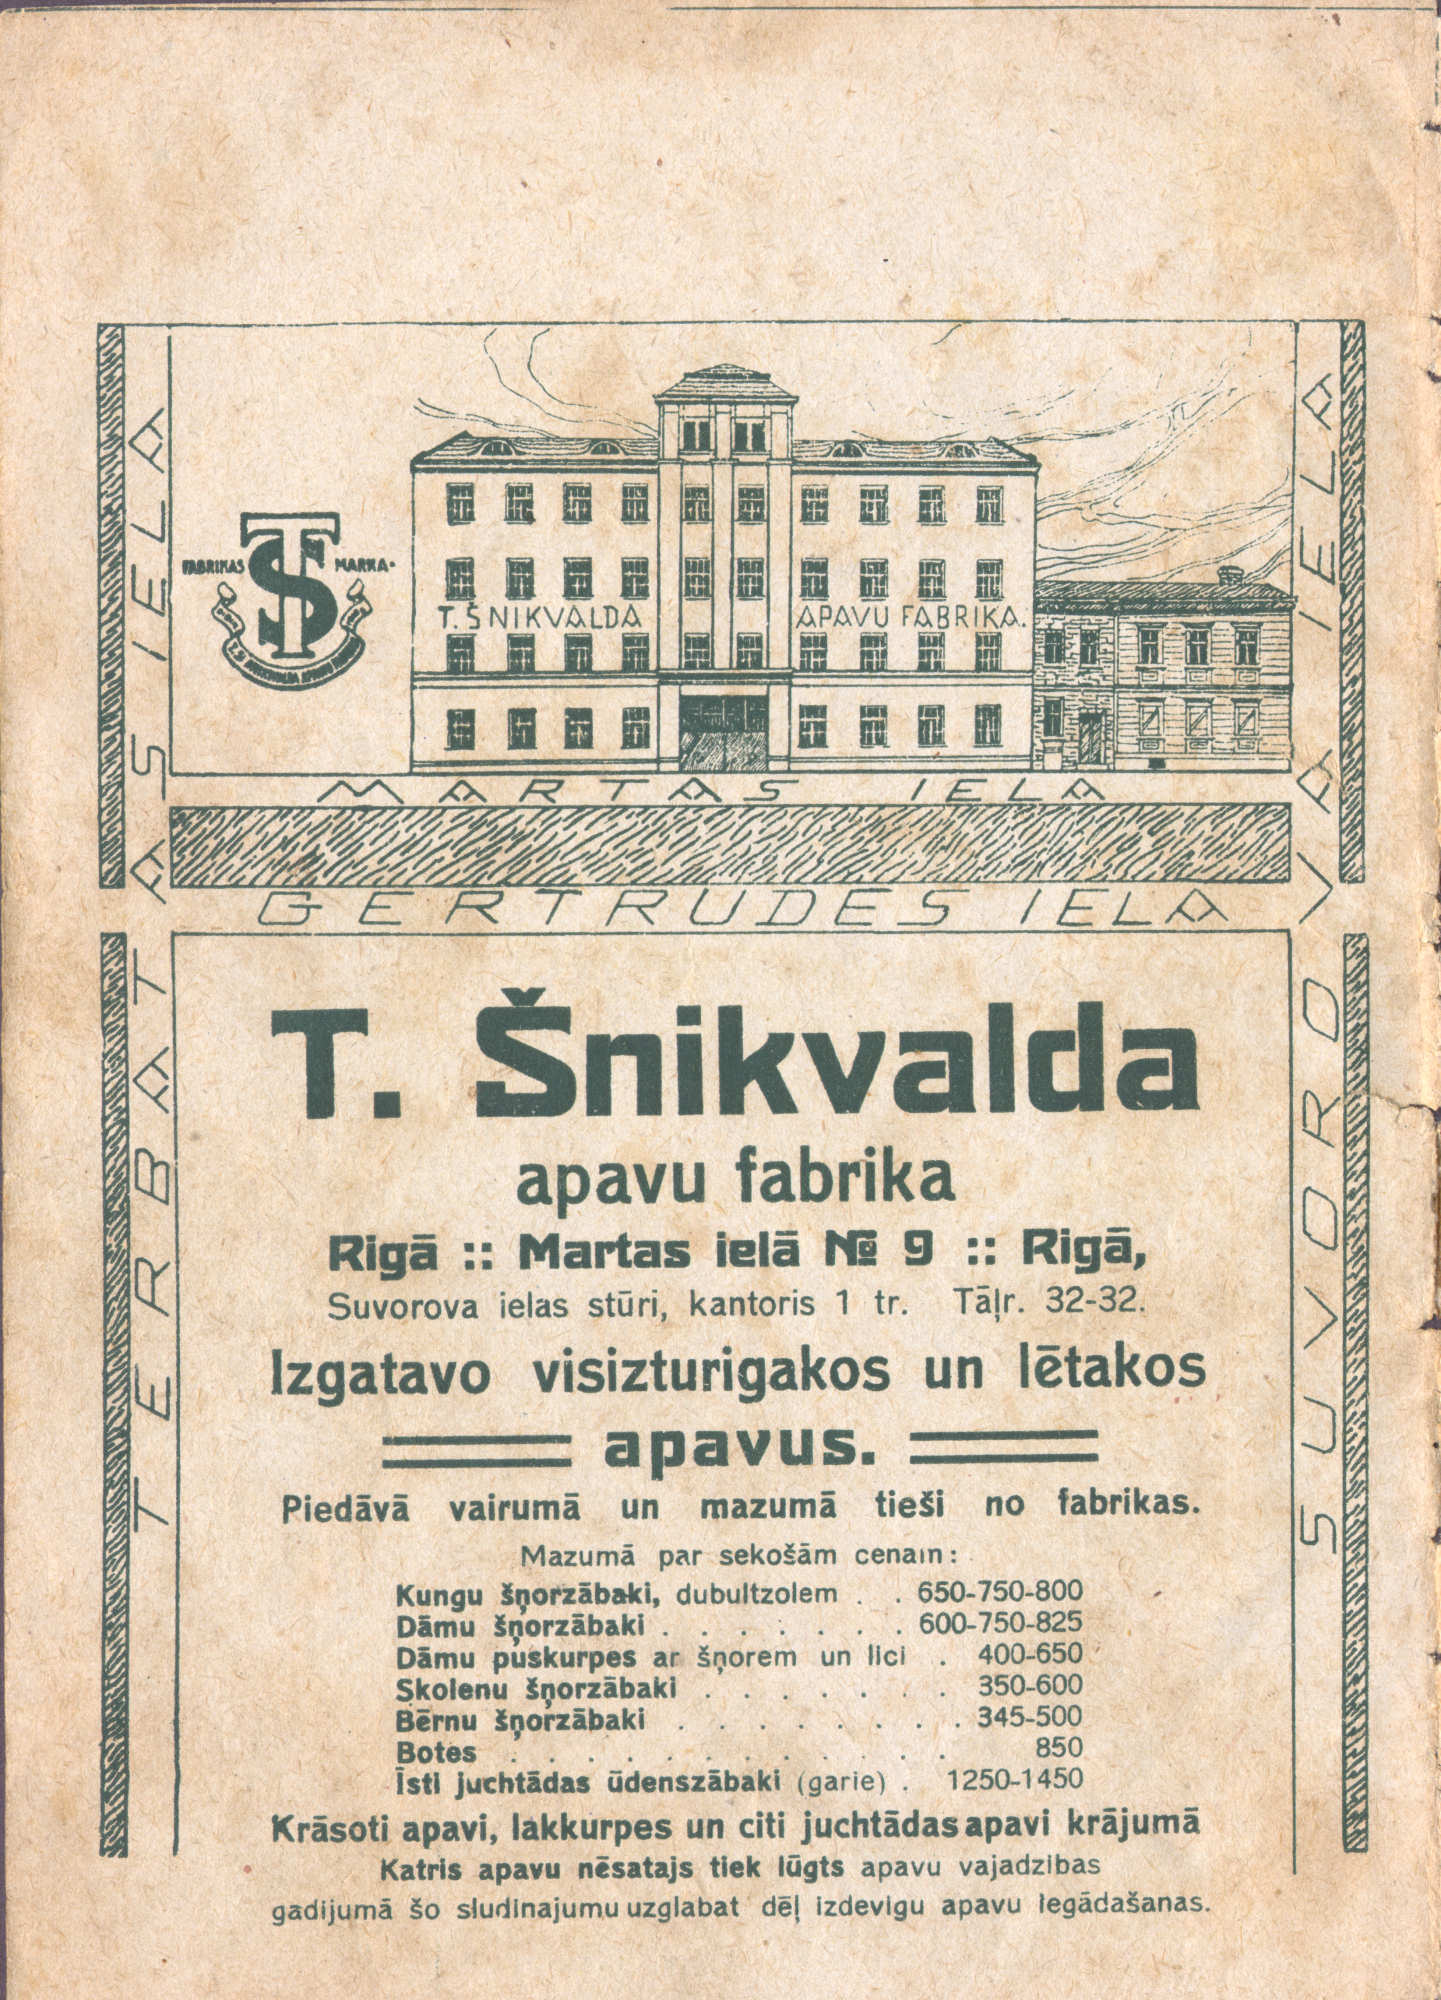 FABRIKAS MARKA.
TS
T. ŠNIKVALDA APAVU FABRIKA.
TERBATAS IELA
SUVOROVA IELA
MARTAS IELA
ĢERTRUDES IELA
T. Šnikvalda
apavu fabrika
Rigā :: Martas ielā № 9 :: Rigā,
Suvorova ielas stūri, kantoris 1 tr. Tāļr. 32-32.
Izgatavo visizturigakos un lētakos
apavus.
Piedāvā vairumā un mazumā tieši no fabrikas.
Mazumā par sekošām cenam:
Kungu šņorzābaki, dubultzolem . . 650-750-800
Dāmu šņorzābaki . . . . . . . 600-750-825
Dāmu puskurpes ar šņorem un lici . 400-650
Skolenu šņorzābaki . . . . . . . 350-600
Bērnu šņorzābaki . . . . . . . . 345-500
Botes . . . . . . . . . . . . 850
Īsti juchtādas ūdenszābaki (garie) . 1250-1450
Krāsoti apavi, lakkurpes un citi juchtādas apavi krājumā
Katris apavu nēsatajs tiek lūgts apavu vajadzibas
gadijumā šo sludinajumu uzglabat dēļ izdevigu apavu iegādašanas.